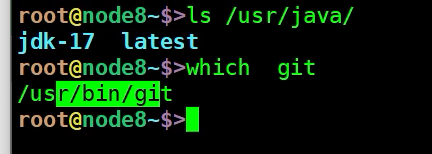 root@node8~$>ls /usr/java/
jdk-17  latest
root@node8~$>which  git
/usr/bin/git
root@node8~$>